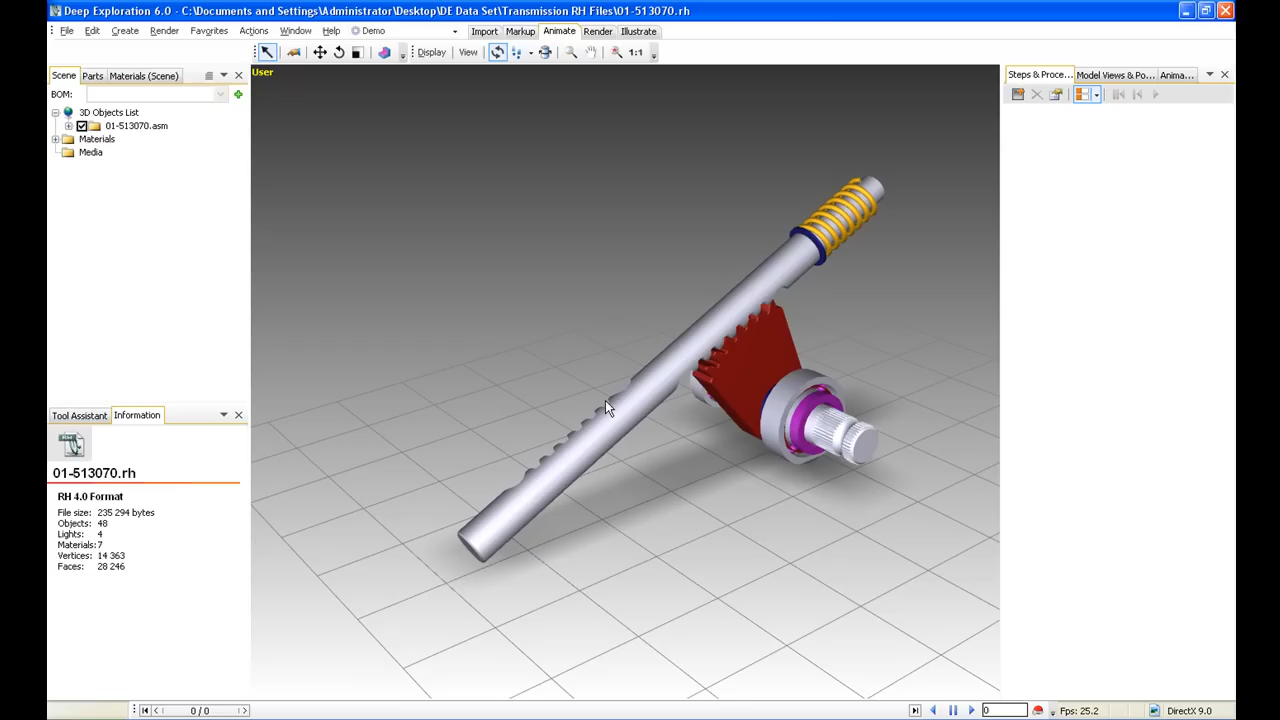 Deep Exploration 6.0 - C:\Documents and Settings\Administrator\Desktop\DE Data Set\Transmission RH Files\01-513070.rh
File Edit Create Render Favorites Actions Window Help Demo Import Markup Animate Render Illustrate
Display View 1:1
Scene Parts Materials (Scene)
BOM:
3D Objects List
01-513070.asm
Materials
Media
User
Steps & Proce... Model Views & Po... Anima...
Tool Assistant Information
01-513070.rh
RH 4.0 Format
File size: 235 294 bytes
Objects: 48
Lights: 4
Materials: 7
Vertices: 14 363
Faces: 28 246
0 / 0 0 Fps: 25.2 DirectX 9.0